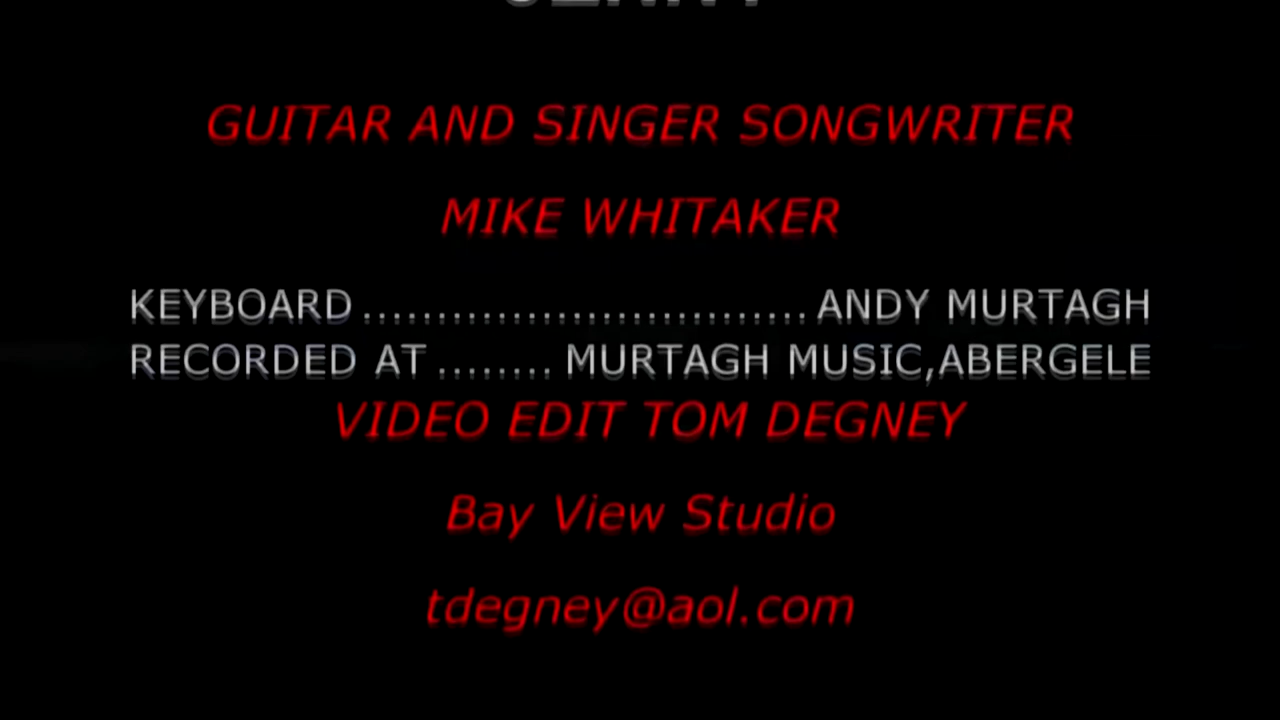 GUITAR AND SINGER SONGWRITER
MIKE WHITAKER
KEYBOARD .............................. ANDY MURTAGH
RECORDED AT ........ MURTAGH MUSIC,ABERGELE
VIDEO EDIT TOM DEGNEY
Bay View Studio
tdegney@aol.com